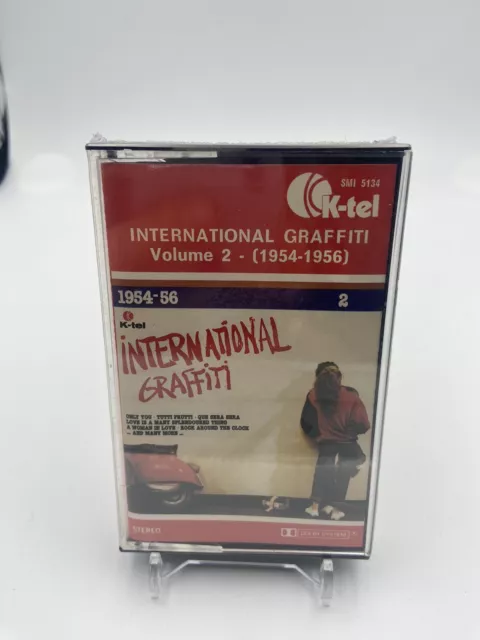 SMI 5134
K-tel
INTERNATIONAL GRAFFITI
Volume 2 - (1954-1956)
1954-56 2
K-tel
INTERNATIONAL
GRAFFITI
ONLY YOU · TUTTI FRUTTI · QUE SERA SERA
LOVE IS A MANY SPLENDOURED THING
A WOMAN IN LOVE · ROCK AROUND THE CLOCK
... AND MANY MORE ...
STEREO
DOLBY SYSTEM